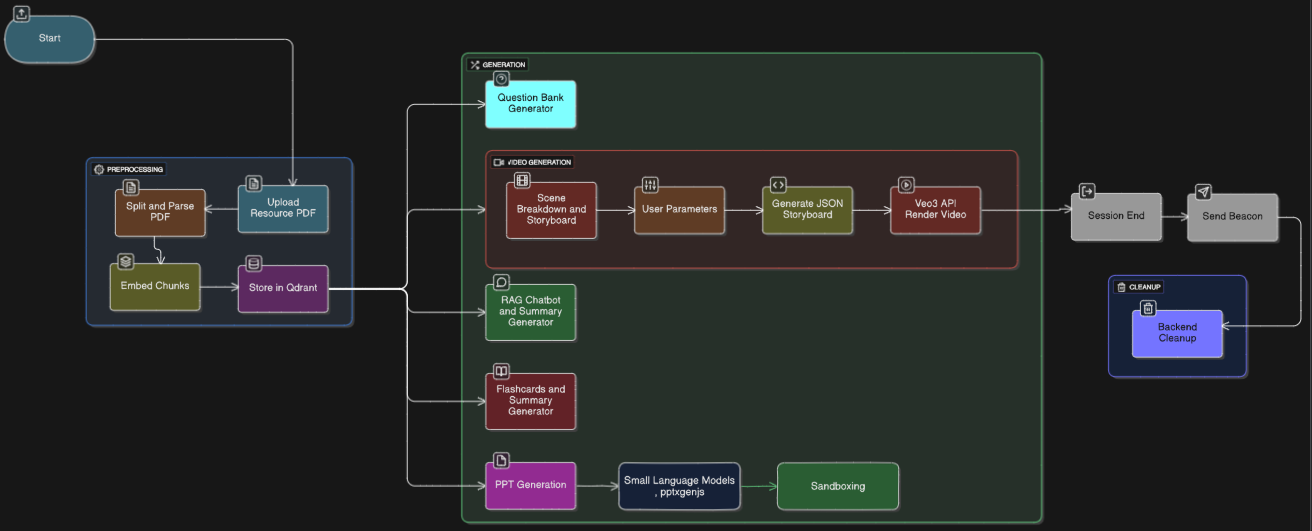 Start
PREPROCESSING
Upload
Resource PDF
Split and Parse
PDF
Embed Chunks
Store in Qdrant
GENERATION
Question Bank
Generator
VIDEO GENERATION
Scene
Breakdown and
Storyboard
User Parameters
Generate JSON
Storyboard
Veo3 API
Render Video
RAG Chatbot
and Summary
Generator
Flashcards and
Summary
Generator
PPT Generation
Small Language Models
, pptxgenjs
Sandboxing
Session End
Send Beacon
CLEANUP
Backend
Cleanup